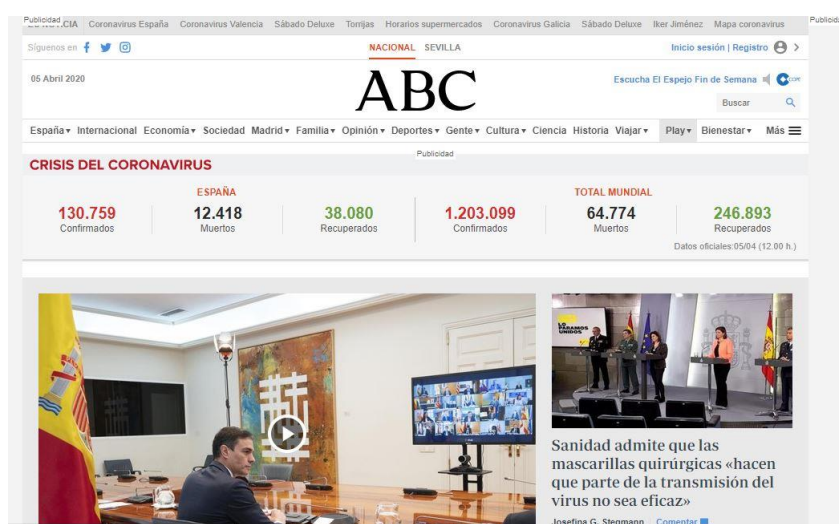 Publicidad
Publicidad
NOTICIA Coronavirus España Coronavirus Valencia Sábado Deluxe Torrijas Horarios supermercados Coronavirus Galicia Sábado Deluxe Iker Jiménez Mapa coronavirus
Síguenos en
NACIONAL SEVILLA
Inicio sesión | Registro
05 Abril 2020
ABC
Escucha El Espejo Fin de Semana
COPE
Buscar
España Internacional Economía Sociedad Madrid Familia Opinión Deportes Gente Cultura Ciencia Historia Viajar Play Bienestar Más
Publicidad
CRISIS DEL CORONAVIRUS
ESPAÑA
130.759 12.418 38.080
Confirmados Muertos Recuperados
TOTAL MUNDIAL
1.203.099 64.774 246.893
Confirmados Muertos Recuperados
Datos oficiales:05/04 (12.00 h.)
LO
PARAMOS
UNIDOS
Sanidad admite que las
mascarillas quirúrgicas «hacen
que parte de la transmisión del
virus no sea eficaz»
Josefina G. Stegmann Comentar